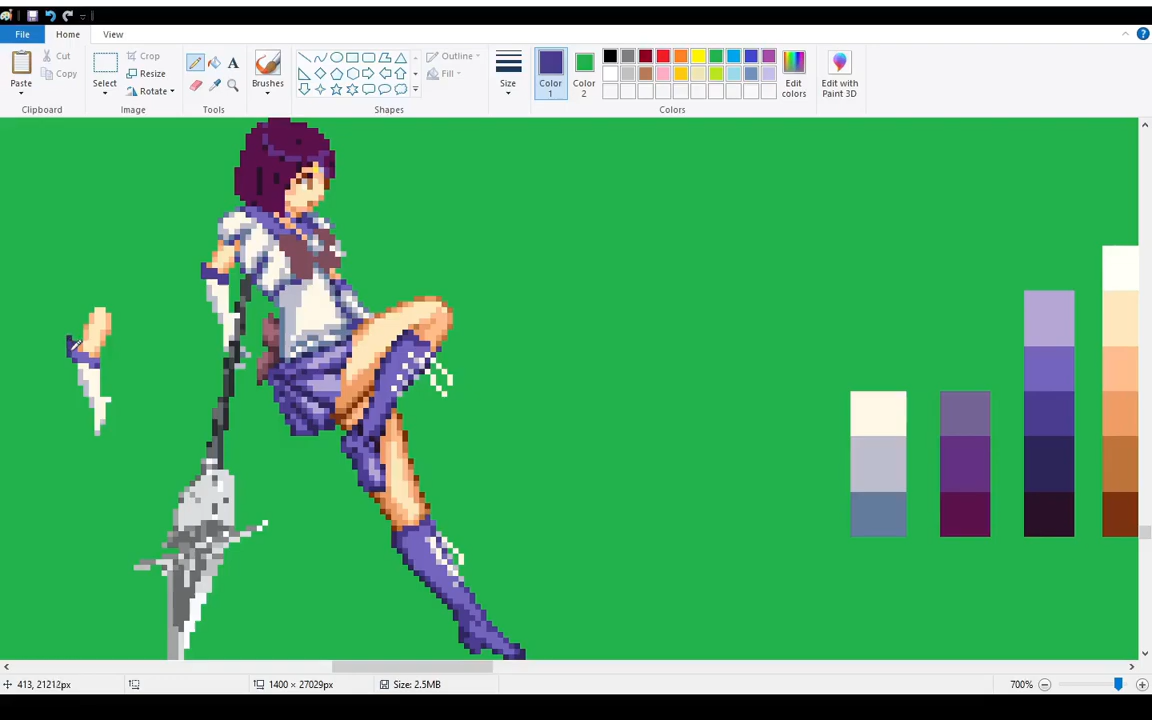 File
Home
View
Paste
Cut
Copy
Clipboard
Select
Crop
Resize
Rotate
Image
A
Tools
Brushes
Outline
Fill
Shapes
Size
Color
1
Color
2
Edit
colors
Colors
Edit with
Paint 3D
413, 21212px
1400 × 27029px
Size: 2.5MB
700%